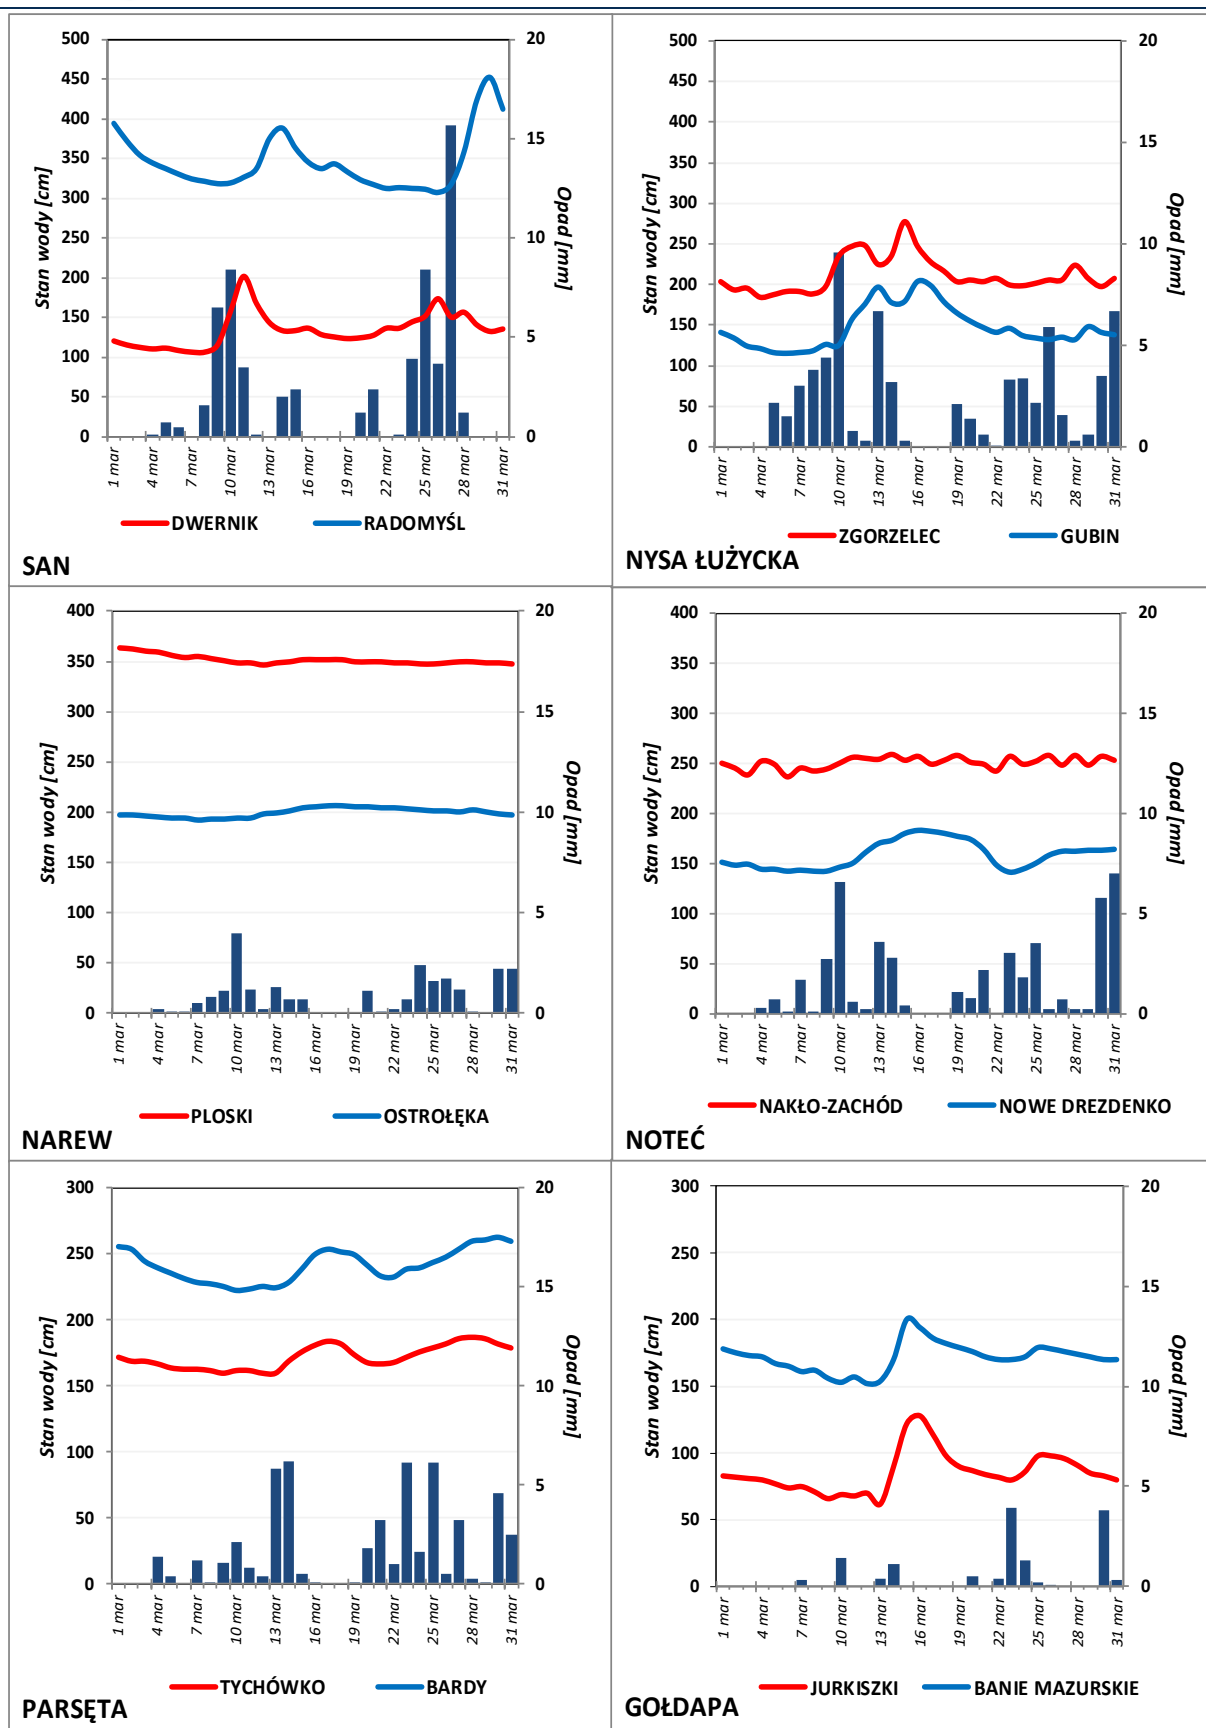 500
450
400
350
300
250
200
150
100
50
0
Stan wody [cm]
20
15
10
5
0
Opad [mm]
1 mar
4 mar
7 mar
10 mar
13 mar
16 mar
19 mar
22 mar
25 mar
28 mar
31 mar
DWERNIK RADOMYŚL
SAN
500
450
400
350
300
250
200
150
100
50
0
Stan wody [cm]
20
15
10
5
0
Opad [mm]
1 mar
4 mar
7 mar
10 mar
13 mar
16 mar
19 mar
22 mar
25 mar
28 mar
31 mar
ZGORZELEC GUBIN
NYSA ŁUŻYCKA
400
350
300
250
200
150
100
50
0
Stan wody [cm]
20
15
10
5
0
Opad [mm]
1 mar
4 mar
7 mar
10 mar
13 mar
16 mar
19 mar
22 mar
25 mar
28 mar
31 mar
PLOSKI OSTROŁĘKA
NAREW
400
350
300
250
200
150
100
50
0
Stan wody [cm]
20
15
10
5
0
Opad [mm]
1 mar
4 mar
7 mar
10 mar
13 mar
16 mar
19 mar
22 mar
25 mar
28 mar
31 mar
NAKŁO-ZACHÓD NOWE DREZDENKO
NOTEĆ
300
250
200
150
100
50
0
Stan wody [cm]
20
15
10
5
0
Opad [mm]
1 mar
4 mar
7 mar
10 mar
13 mar
16 mar
19 mar
22 mar
25 mar
28 mar
31 mar
TYCHÓWKO BARDY
PARSĘTA
300
250
200
150
100
50
0
Stan wody [cm]
20
15
10
5
0
Opad [mm]
1 mar
4 mar
7 mar
10 mar
13 mar
16 mar
19 mar
22 mar
25 mar
28 mar
31 mar
JURKISZKI BANIE MAZURSKIE
GOŁDAPA